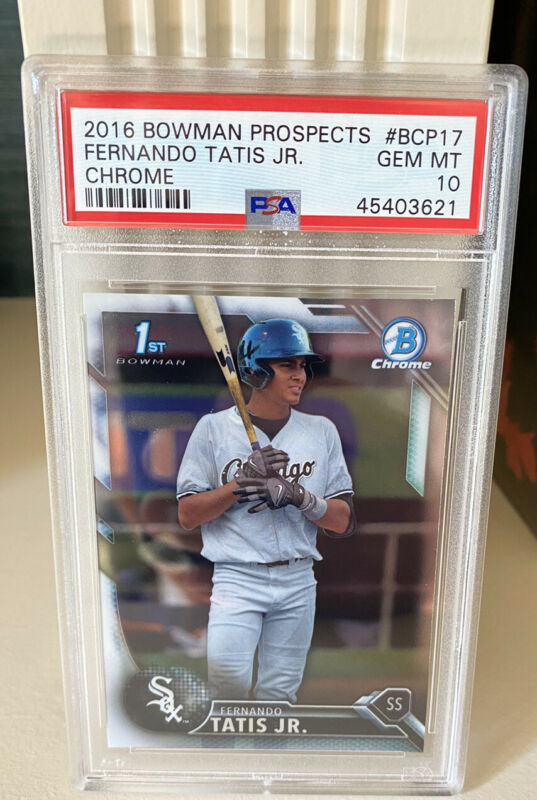 2016 BOWMAN PROSPECTS #BCP17
FERNANDO TATIS JR. GEM MT
CHROME 10
PSA 45403621
1ST
BOWMAN
B
Chrome
Chicago
Sox
SS
FERNANDO
TATIS JR.